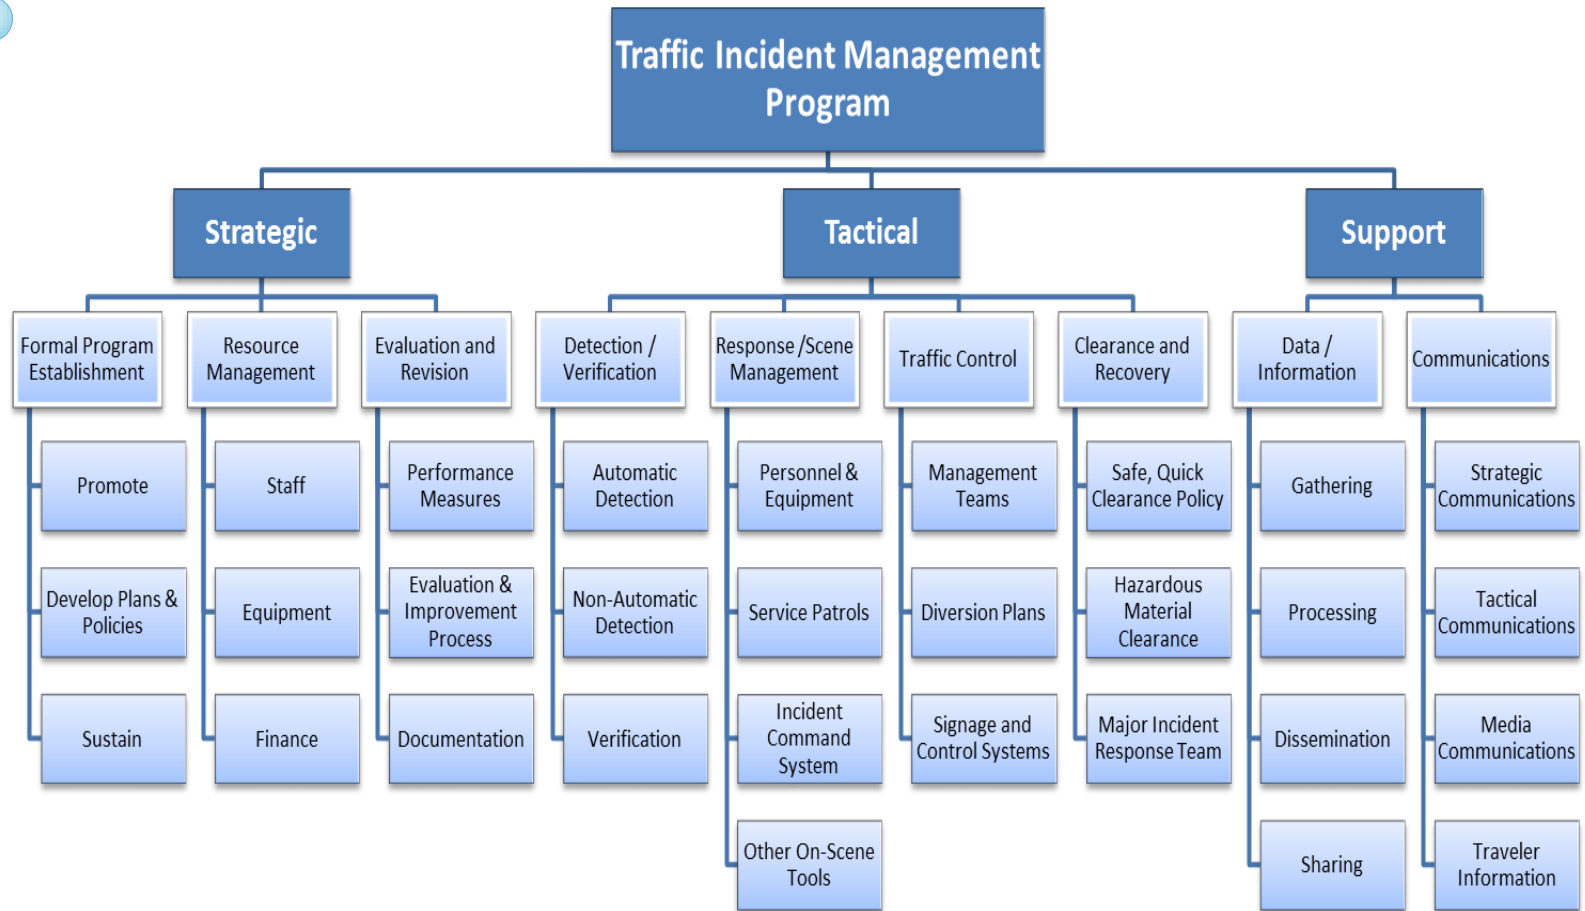 Traffic Incident Management
Program
Strategic
Tactical
Support
Formal Program
Establishment
Resource
Management
Evaluation and
Revision
Detection /
Verification
Response /Scene
Management
Traffic Control
Clearance and
Recovery
Data /
Information
Communications
Promote
Develop Plans &
Policies
Sustain
Staff
Equipment
Finance
Performance
Measures
Evaluation &
Improvement
Process
Documentation
Automatic
Detection
Non-Automatic
Detection
Verification
Personnel &
Equipment
Service Patrols
Incident
Command
System
Other On-Scene
Tools
Management
Teams
Diversion Plans
Signage and
Control Systems
Safe, Quick
Clearance Policy
Hazardous
Material
Clearance
Major Incident
Response Team
Gathering
Processing
Dissemination
Sharing
Strategic
Communications
Tactical
Communications
Media
Communications
Traveler
Information